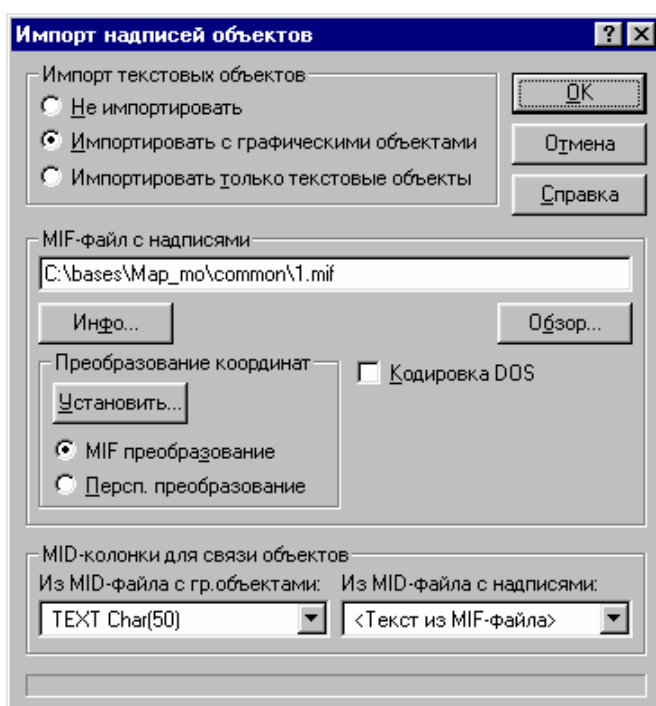 Импорт надписей объектов
Импорт текстовых объектов
Не импортировать
Импортировать с графическими объектами
Импортировать только текстовые объекты
OK
Отмена
Справка
MIF-файл с надписями
C:\bases\Map_mo\common\1.mif
Инфо...
Обзор...
Преобразование координат
Установить...
Кодировка DOS
MIF преобразование
Персп. преобразование
MID-колонки для связи объектов
Из MID-файла с гр.объектами: Из MID-файла с надписями:
TEXT Char(50) <Текст из MIF-файла>